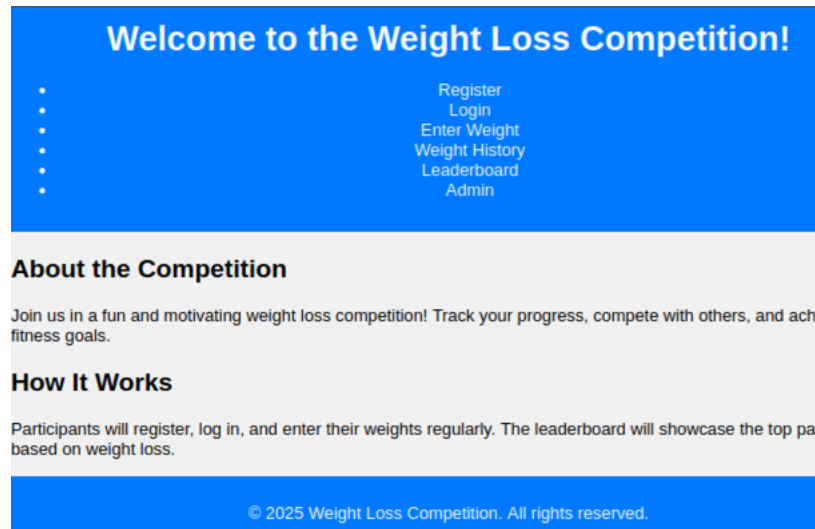 Welcome to the Weight Loss Competition!
Register
Login
Enter Weight
Weight History
Leaderboard
Admin
About the Competition
Join us in a fun and motivating weight loss competition! Track your progress, compete with others, and ach
fitness goals.
How It Works
Participants will register, log in, and enter their weights regularly. The leaderboard will showcase the top pa
based on weight loss.
© 2025 Weight Loss Competition. All rights reserved.